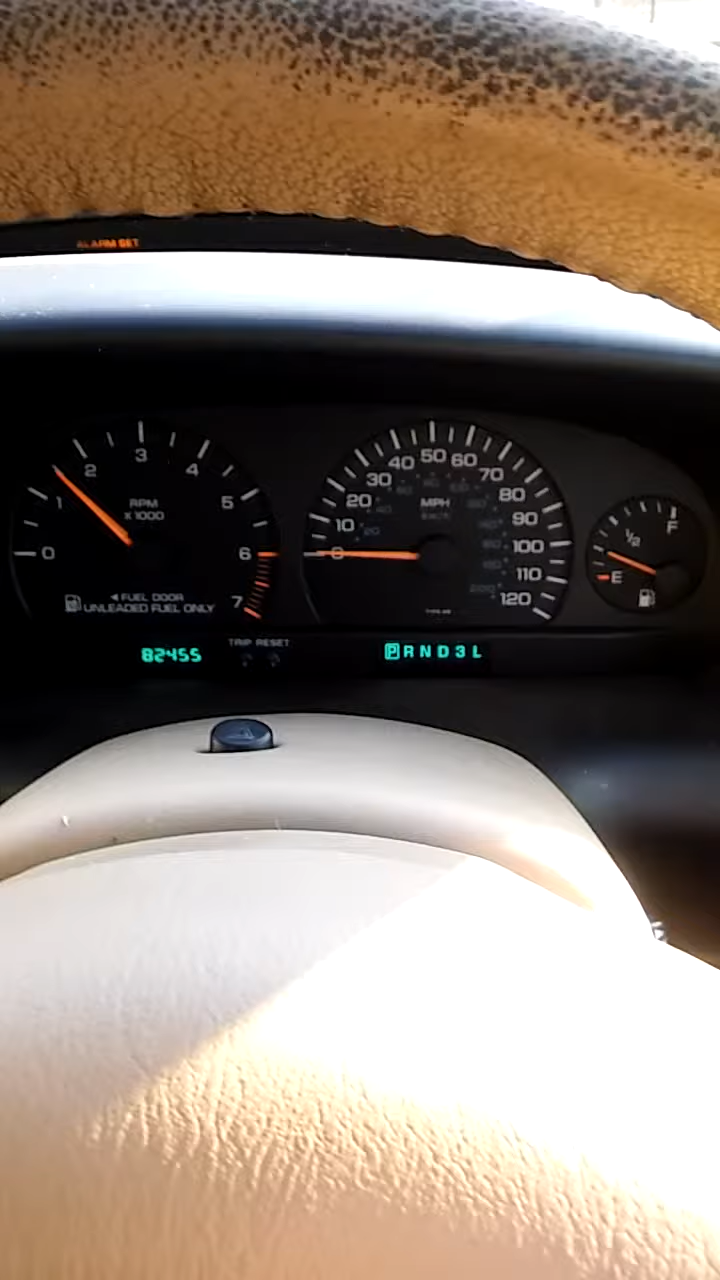 ALARM SET
0 1 2 3 4 5 6 7
RPM
X 1000
◄ FUEL DOOR
UNLEADED FUEL ONLY
0 10 20 30 40 50 60 70 80 90 100 110 120
MPH
E 1/2 F
82455
TRIP RESET
P R N D 3 L